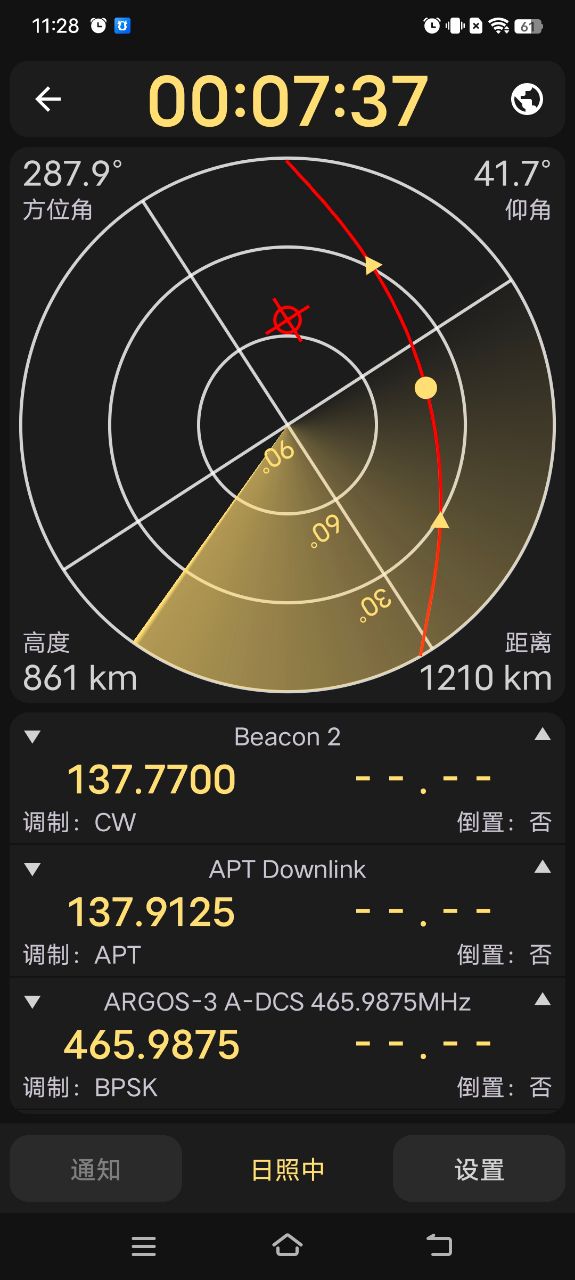 11:28
61
00:07:37
287.9° 41.7°
方位角 仰角
90°
60°
30°
高度 距离
861 km 1210 km
Beacon 2
137.7700 --.--
调制：CW 倒置：否
APT Downlink
137.9125 --.--
调制：APT 倒置：否
ARGOS-3 A-DCS 465.9875MHz
465.9875 --.--
调制：BPSK 倒置：否
通知 日照中 设置